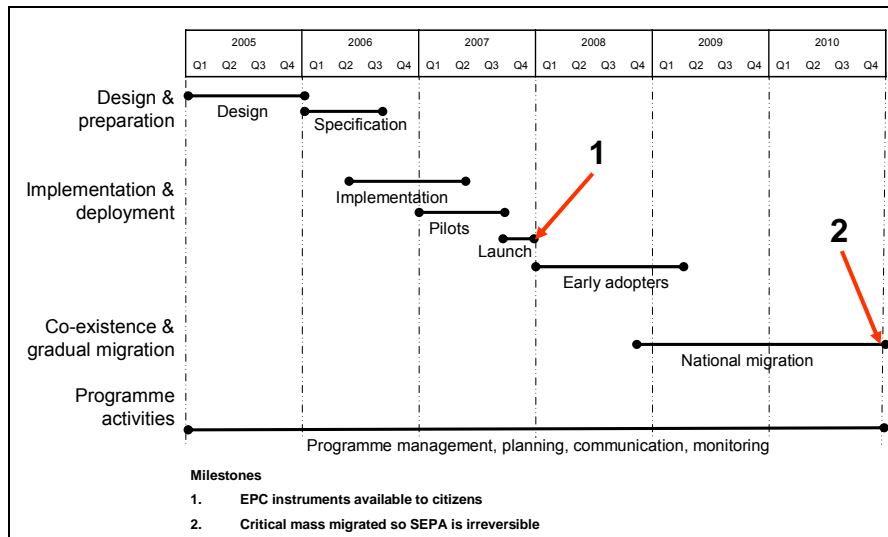 2005 2006 2007 2008 2009 2010
Q1 Q2 Q3 Q4 Q1 Q2 Q3 Q4 Q1 Q2 Q3 Q4 Q1 Q2 Q3 Q4 Q1 Q2 Q3 Q4 Q1 Q2 Q3 Q4
Design &
preparation
Design
Specification
1
Implementation &
deployment
Implementation
Pilots
Launch
Early adopters
2
Co-existence &
gradual migration
National migration
Programme
activities
Programme management, planning, communication, monitoring
Milestones
1. EPC instruments available to citizens
2. Critical mass migrated so SEPA is irreversible